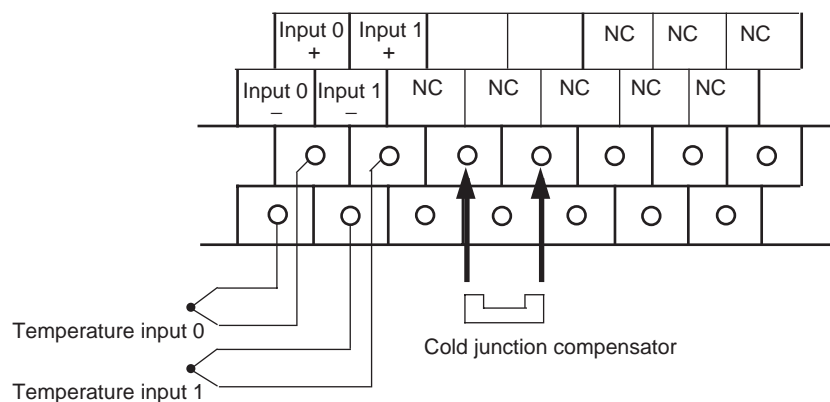 Input 0
+
Input 1
+
NC
NC
NC
Input 0
−
Input 1
−
NC
NC
NC
NC
NC
Temperature input 0
Cold junction compensator
Temperature input 1